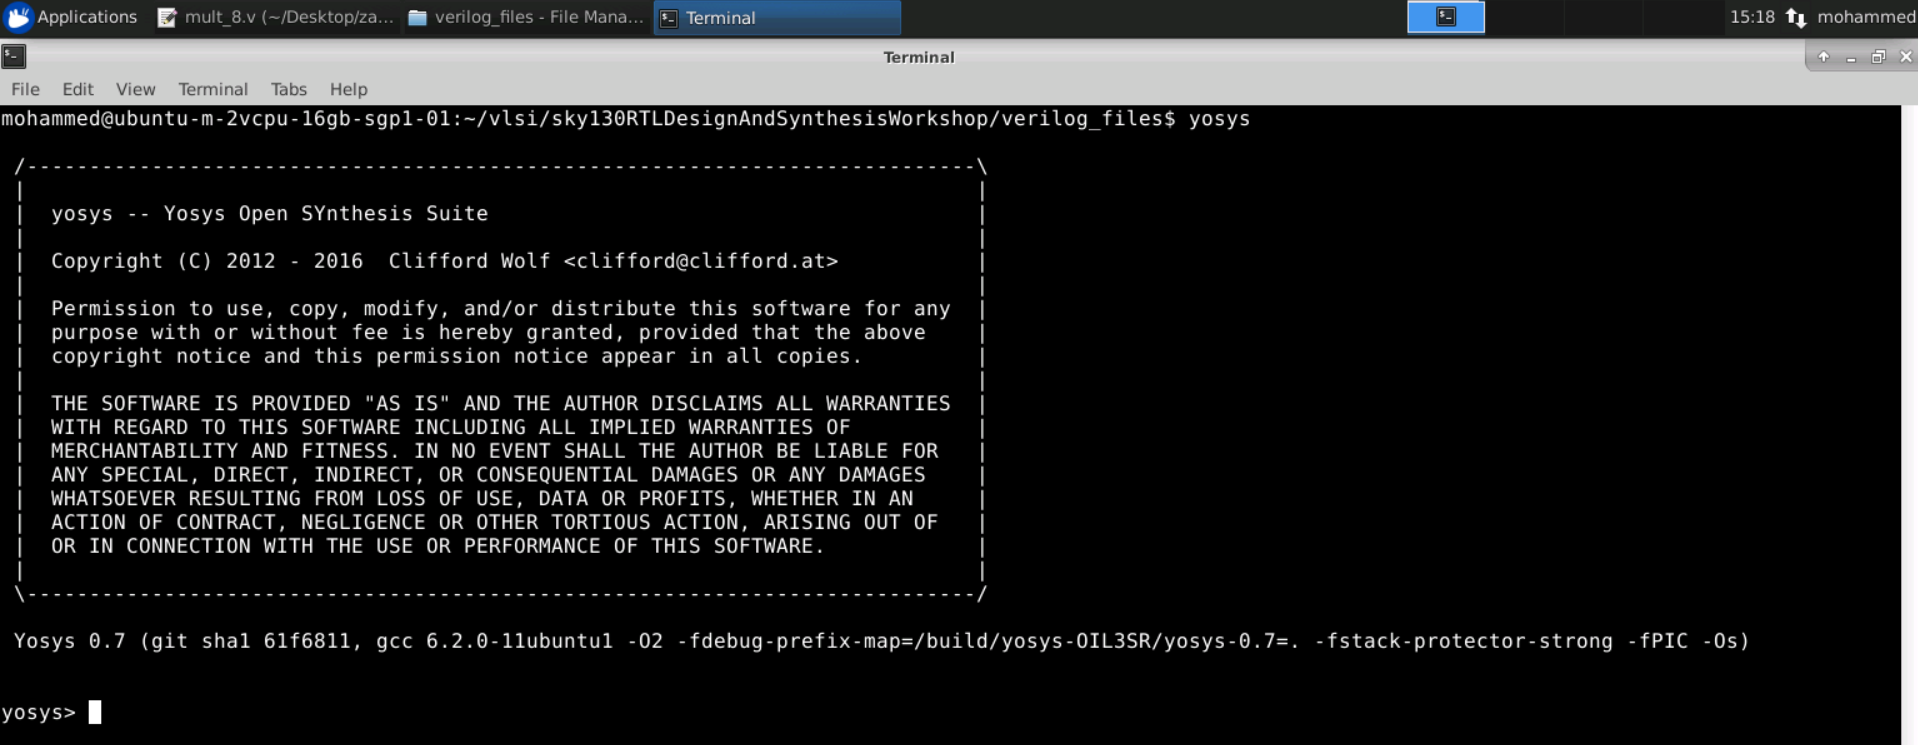 Applications mult_8.v (~/Desktop/za... verilog_files - File Mana... Terminal 15:18 mohammed
Terminal
File Edit View Terminal Tabs Help
mohammed@ubuntu-m-2vcpu-16gb-sgp1-01:~/vlsi/sky130RTLDesignAndSynthesisWorkshop/verilog_files$ yosys
/----------------------------------------------------------------------------\
|                                                                            |
|  yosys -- Yosys Open SYnthesis Suite                                       |
|                                                                            |
|  Copyright (C) 2012 - 2016  Clifford Wolf <clifford@clifford.at>           |
|                                                                            |
|  Permission to use, copy, modify, and/or distribute this software for any  |
|  purpose with or without fee is hereby granted, provided that the above    |
|  copyright notice and this permission notice appear in all copies.         |
|                                                                            |
|  THE SOFTWARE IS PROVIDED "AS IS" AND THE AUTHOR DISCLAIMS ALL WARRANTIES  |
|  WITH REGARD TO THIS SOFTWARE INCLUDING ALL IMPLIED WARRANTIES OF          |
|  MERCHANTABILITY AND FITNESS. IN NO EVENT SHALL THE AUTHOR BE LIABLE FOR   |
|  ANY SPECIAL, DIRECT, INDIRECT, OR CONSEQUENTIAL DAMAGES OR ANY DAMAGES    |
|  WHATSOEVER RESULTING FROM LOSS OF USE, DATA OR PROFITS, WHETHER IN AN     |
|  ACTION OF CONTRACT, NEGLIGENCE OR OTHER TORTIOUS ACTION, ARISING OUT OF   |
|  OR IN CONNECTION WITH THE USE OR PERFORMANCE OF THIS SOFTWARE.            |
|                                                                            |
\----------------------------------------------------------------------------/
Yosys 0.7 (git sha1 61f6811, gcc 6.2.0-11ubuntu1 -O2 -fdebug-prefix-map=/build/yosys-OIL3SR/yosys-0.7=. -fstack-protector-strong -fPIC -Os)
yosys>